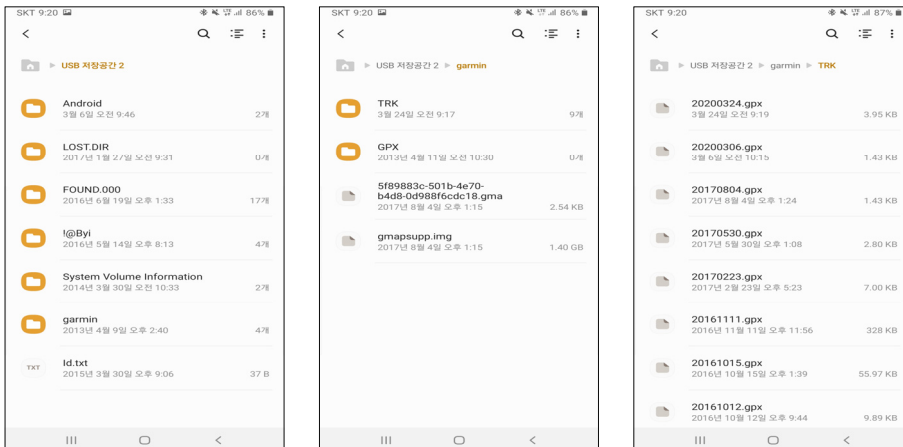 SKT 9:20
86%
USB 저장공간 2
Android
3월 6일 오전 9:46
2개
LOST.DIR
2017년 1월 27일 오전 9:31
0개
FOUND.000
2016년 6월 19일 오후 1:33
17개
!@Byi
2016년 5월 14일 오후 8:13
4개
System Volume Information
2014년 3월 30일 오전 10:33
2개
garmin
2013년 4월 9일 오후 2:40
4개
TXT
Id.txt
2015년 3월 30일 오후 9:06
37 B
SKT 9:20
LTE
86%
USB 저장공간 2 garmin
TRK
3월 24일 오전 9:17
9개
GPX
2013년 4월 11일 오전 10:30
0개
5f89883c-501b-4e70-
b4d8-0d988f6cdc18.gma
2017년 8월 4일 오후 1:15
2.54 KB
gmapsupp.img
2017년 8월 4일 오후 1:15
1.40 GB
SKT 9:20
LTE
87%
USB 저장공간 2 garmin TRK
20200324.gpx
3월 24일 오전 9:19
3.95 KB
20200306.gpx
3월 6일 오전 10:15
1.43 KB
20170804.gpx
2017년 8월 4일 오후 1:24
1.43 KB
20170530.gpx
2017년 5월 30일 오후 1:08
2.80 KB
20170223.gpx
2017년 2월 23일 오후 5:23
7.00 KB
20161111.gpx
2016년 11월 11일 오후 11:56
328 KB
20161015.gpx
2016년 10월 15일 오후 1:39
55.97 KB
20161012.gpx
2016년 10월 12일 오후 9:44
9.89 KB